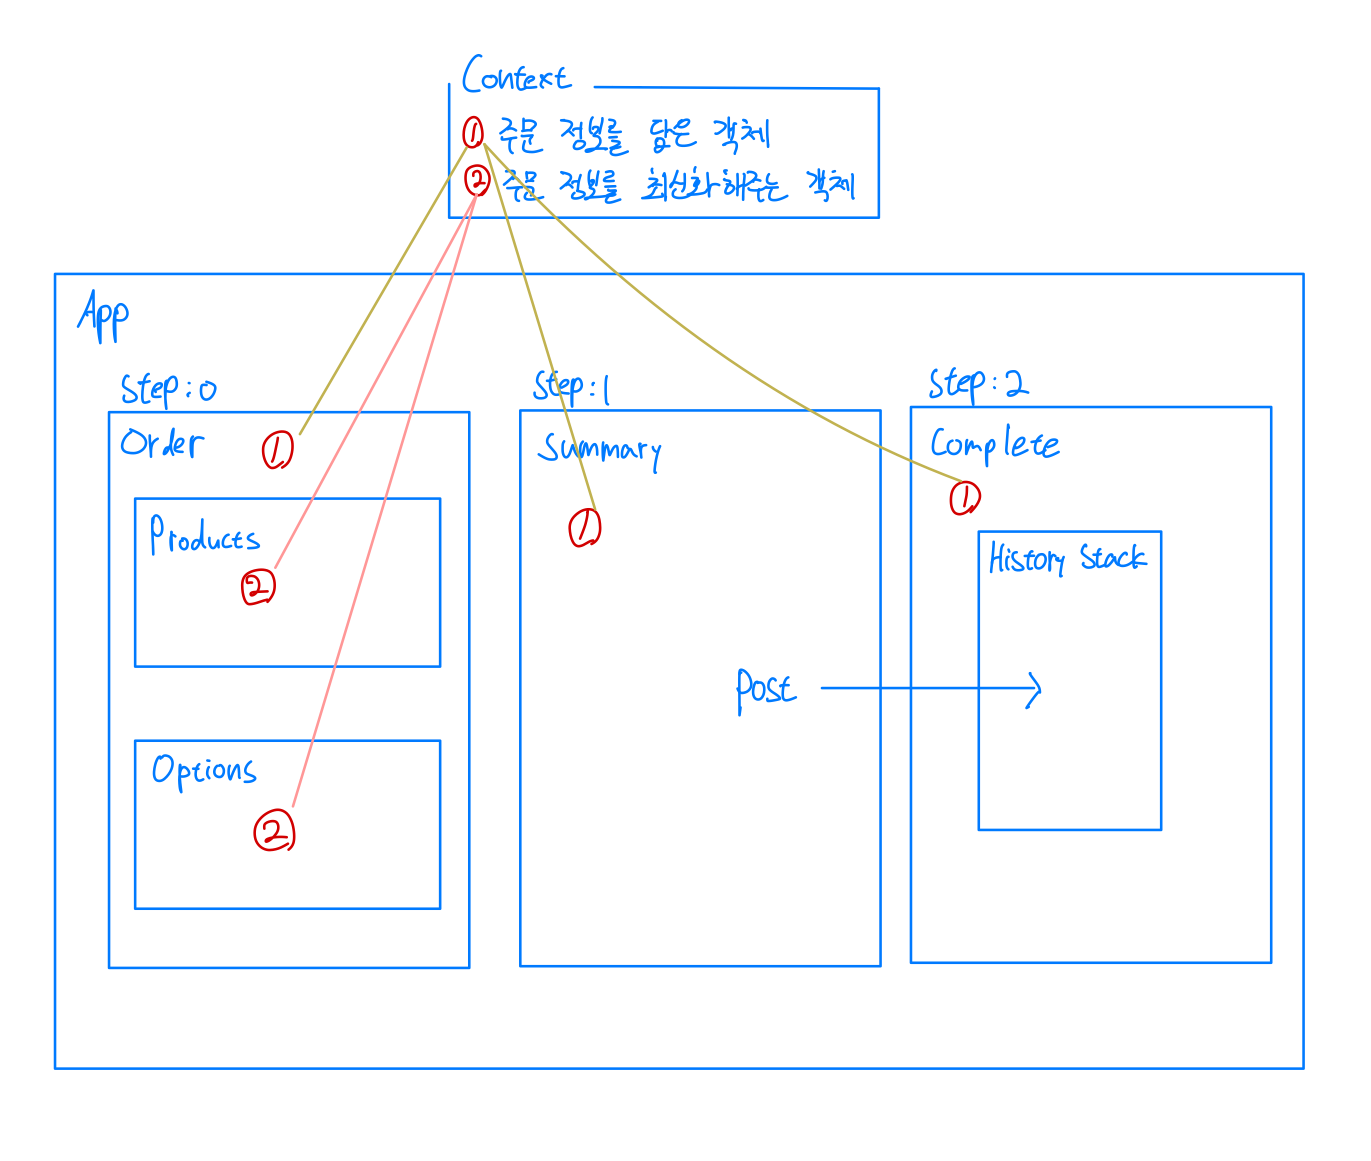 Context
① 주문 정보를 담은 객체
② 주문 정보를 최신화해주는 객체
App
Step:0
Order ①
Products
②
Options
②
Step:1
Summary
①
Post
Step:2
Complete
①
History Stack